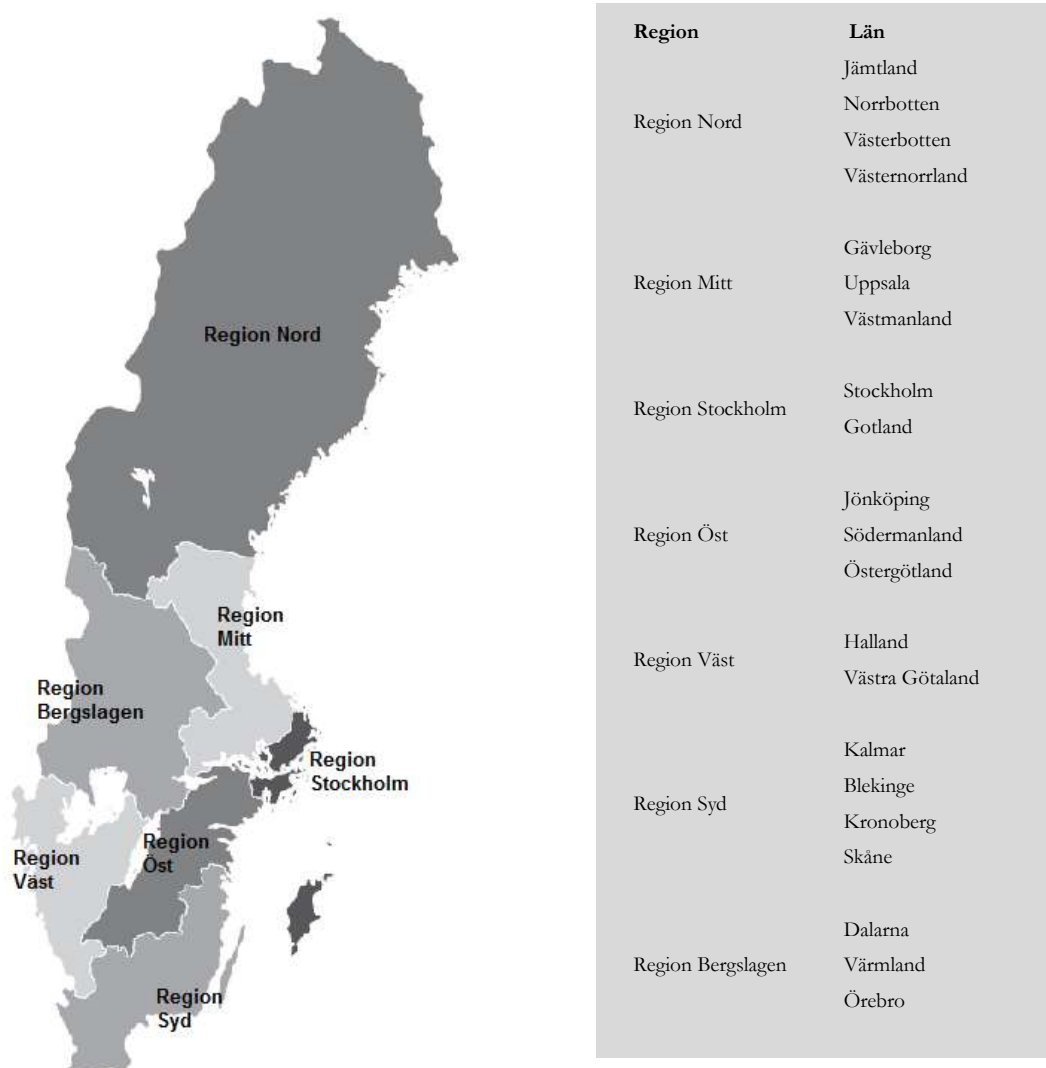 Region Nord
Region
Mitt
Region
Bergslagen
Region
Stockholm
Region
Öst
Region
Väst
Region
Syd
Region Län
Jämtland
Norrbotten
Region Nord
Västerbotten
Västernorrland
Gävleborg
Region Mitt Uppsala
Västmanland
Stockholm
Region Stockholm
Gotland
Jönköping
Region Öst Södermanland
Östergötland
Halland
Region Väst
Västra Götaland
Kalmar
Blekinge
Region Syd
Kronoberg
Skåne
Dalarna
Region Bergslagen Värmland
Örebro